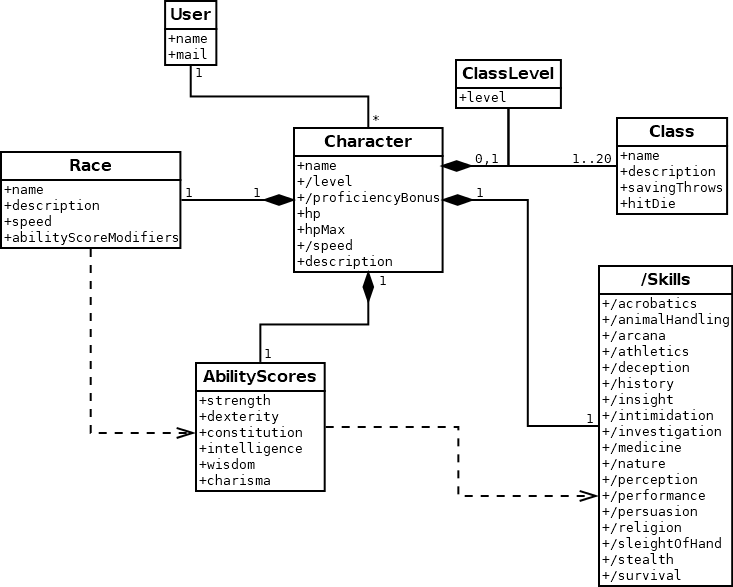 User
+name
+mail
1
*
ClassLevel
+level
Class
+name
+description
+savingThrows
+hitDie
0,1
1..20
Character
+name
+/level
+/proficiencyBonus
+hp
+hpMax
+/speed
+description
Race
+name
+description
+speed
+abilityScoreModifiers
1
1
1
1
1
1
AbilityScores
+strength
+dexterity
+constitution
+intelligence
+wisdom
+charisma
/Skills
+/acrobatics
+/animalHandling
+/arcana
+/athletics
+/deception
+/history
+/insight
+/intimidation
+/investigation
+/medicine
+/nature
+/perception
+/performance
+/persuasion
+/religion
+/sleightOfHand
+/stealth
+/survival